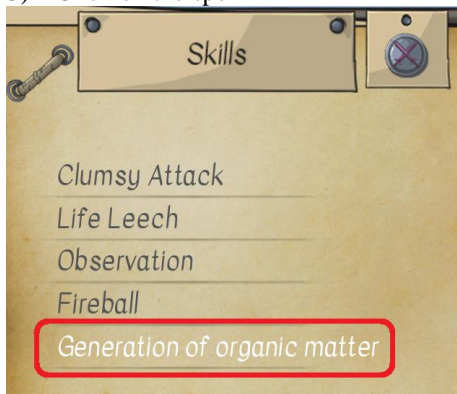 Skills
Clumsy Attack
Life Leech
Observation
Fireball
Generation of organic matter